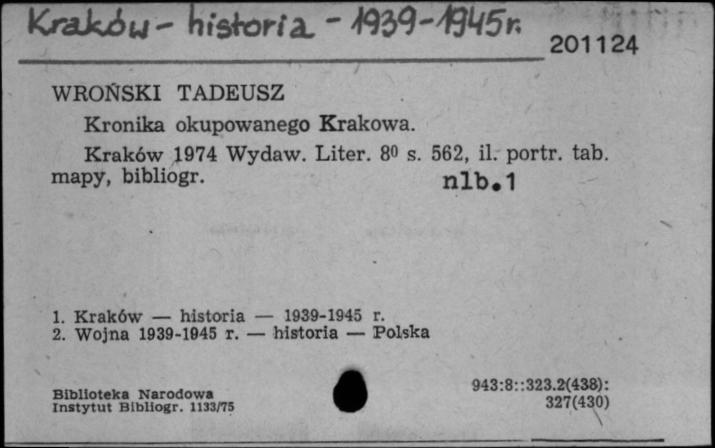 Kraków - historia - 1939-1945r.
201124
WROŃSKI TADEUSZ
Kronika okupowanego Krakowa.
Kraków 1974 Wydaw. Liter. 8⁰ s. 562, il. portr. tab.
mapy, bibliogr. nlb.1
1. Kraków — historia — 1939-1945 r.
2. Wojna 1939-1945 r. — historia — Polska
Biblioteka Narodowa
Instytut Bibliogr. 1133/75
943:8::323.2(438):
327(430)